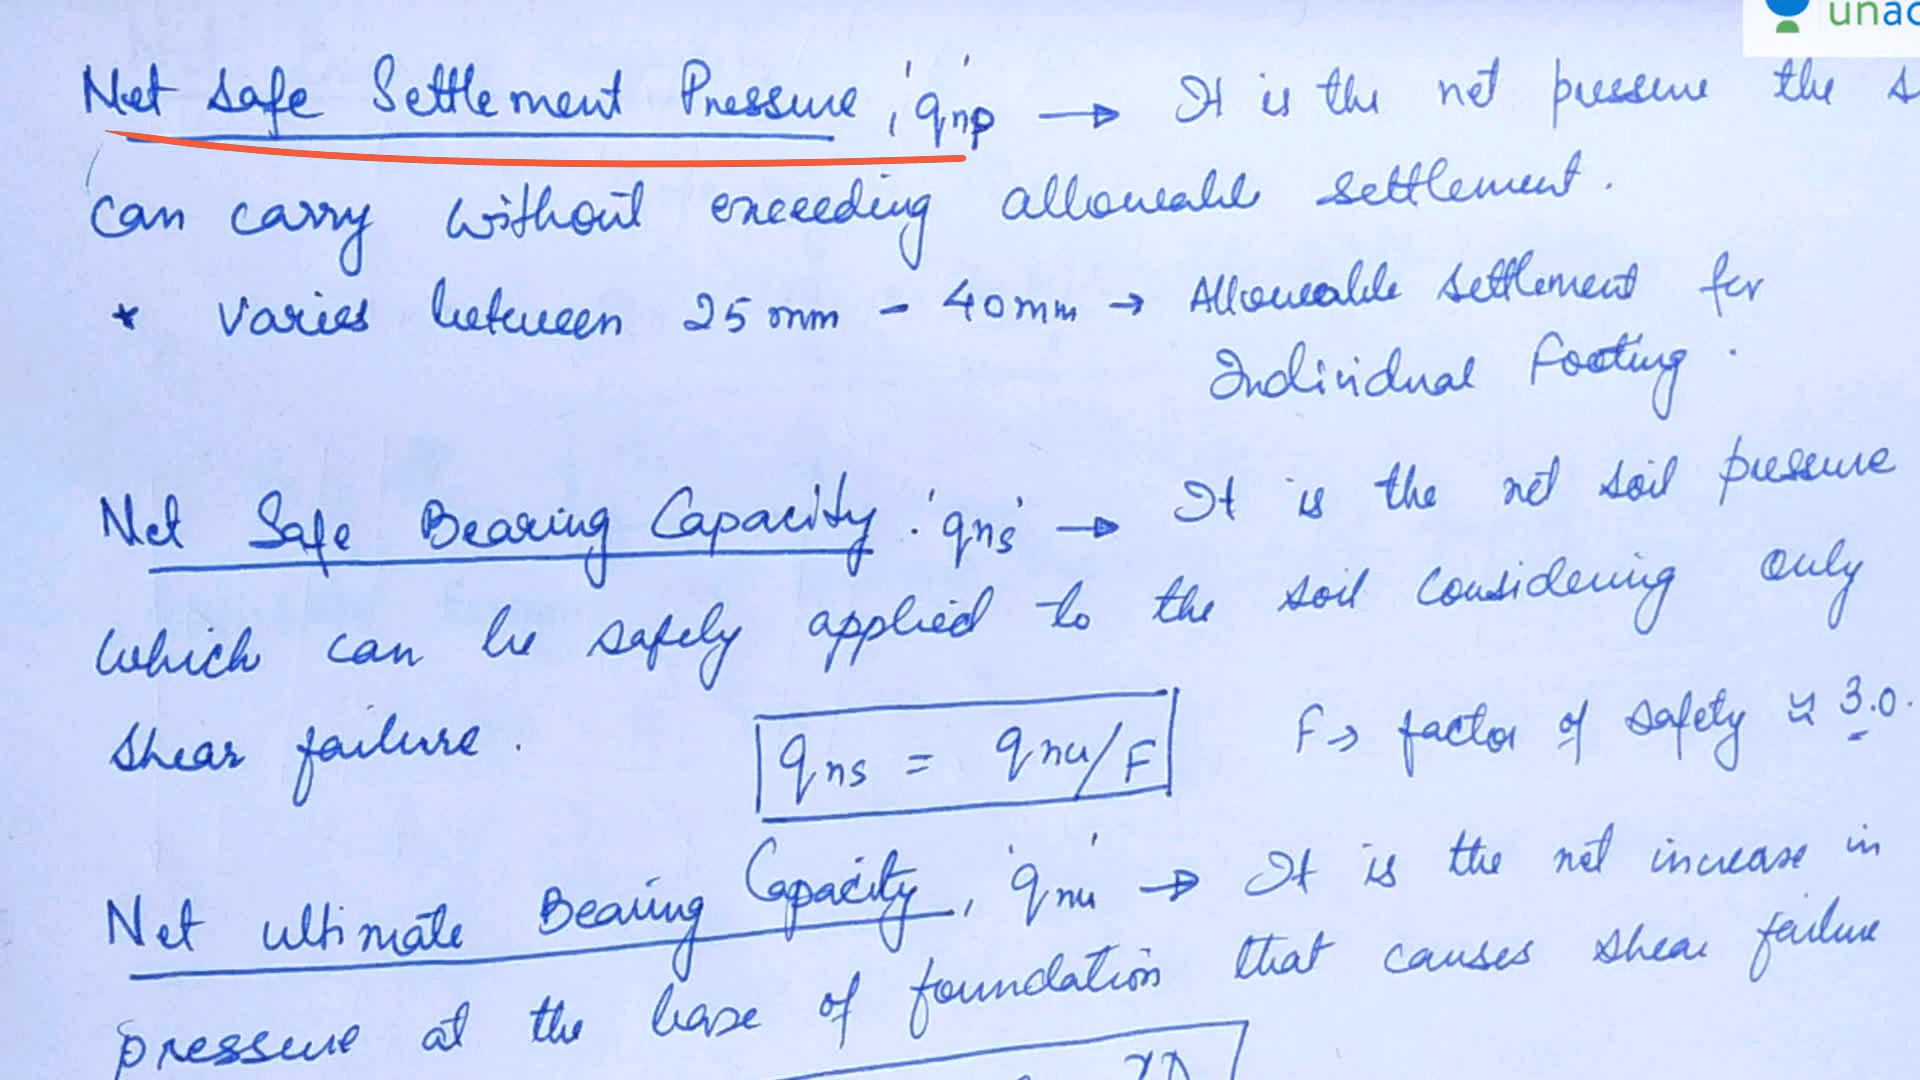 unac
Net Safe Settlement Pressure, 'qnp' → It is the net pressure the s
can carry without exceeding allowable settlement.
* varies between 25 mm - 40 mm → Allowable settlement for
Individual Footing.
Net Safe Bearing Capacity. 'qns' → It is the net soil pressure
which can be safely applied to the soil considering only
shear failure.
qns = qnu/F
F → factor of safety ≈ 3.0.
Net ultimate Bearing Capacity, 'qnu' → It is the net increase in
pressure at the base of foundation that causes shear failure
γD